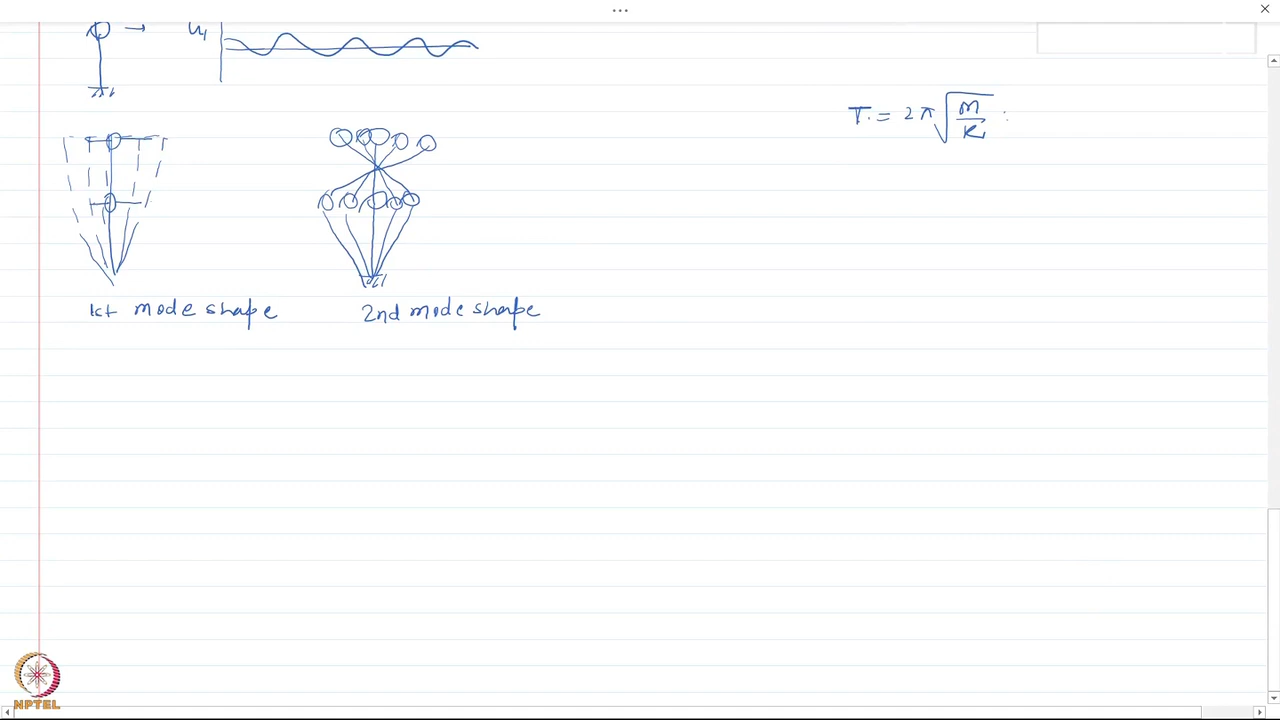 u₁
T = 2π √(m/k)
1st mode shape
2nd mode shape
NPTEL